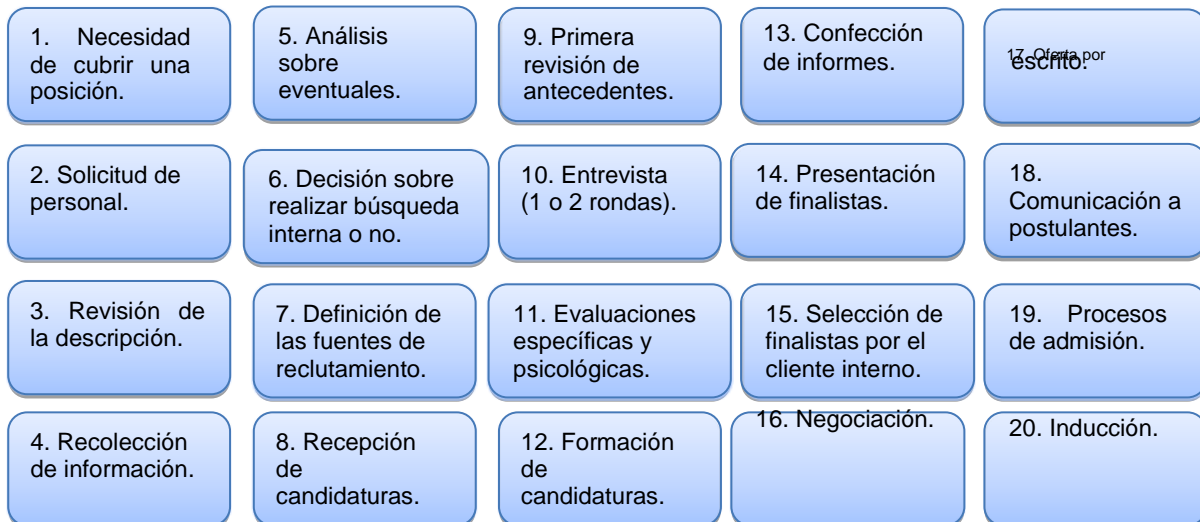 1. Necesidad
de cubrir una
posición.
2. Solicitud de
personal.
3. Revisión de
la descripción.
4. Recolección
de información.
5. Análisis
sobre
eventuales.
6. Decisión sobre
realizar búsqueda
interna o no.
7. Definición de
las fuentes de
reclutamiento.
8. Recepción
de
candidaturas.
9. Primera
revisión de
antecedentes.
10. Entrevista
(1 o 2 rondas).
11. Evaluaciones
específicas y
psicológicas.
12. Formación
de
candidaturas.
13. Confección
de informes.
14. Presentación
de finalistas.
15. Selección de
finalistas por el
cliente interno.
16. Negociación.
17. Oferta por
escrito.
18.
Comunicación a
postulantes.
19. Procesos
de admisión.
20. Inducción.